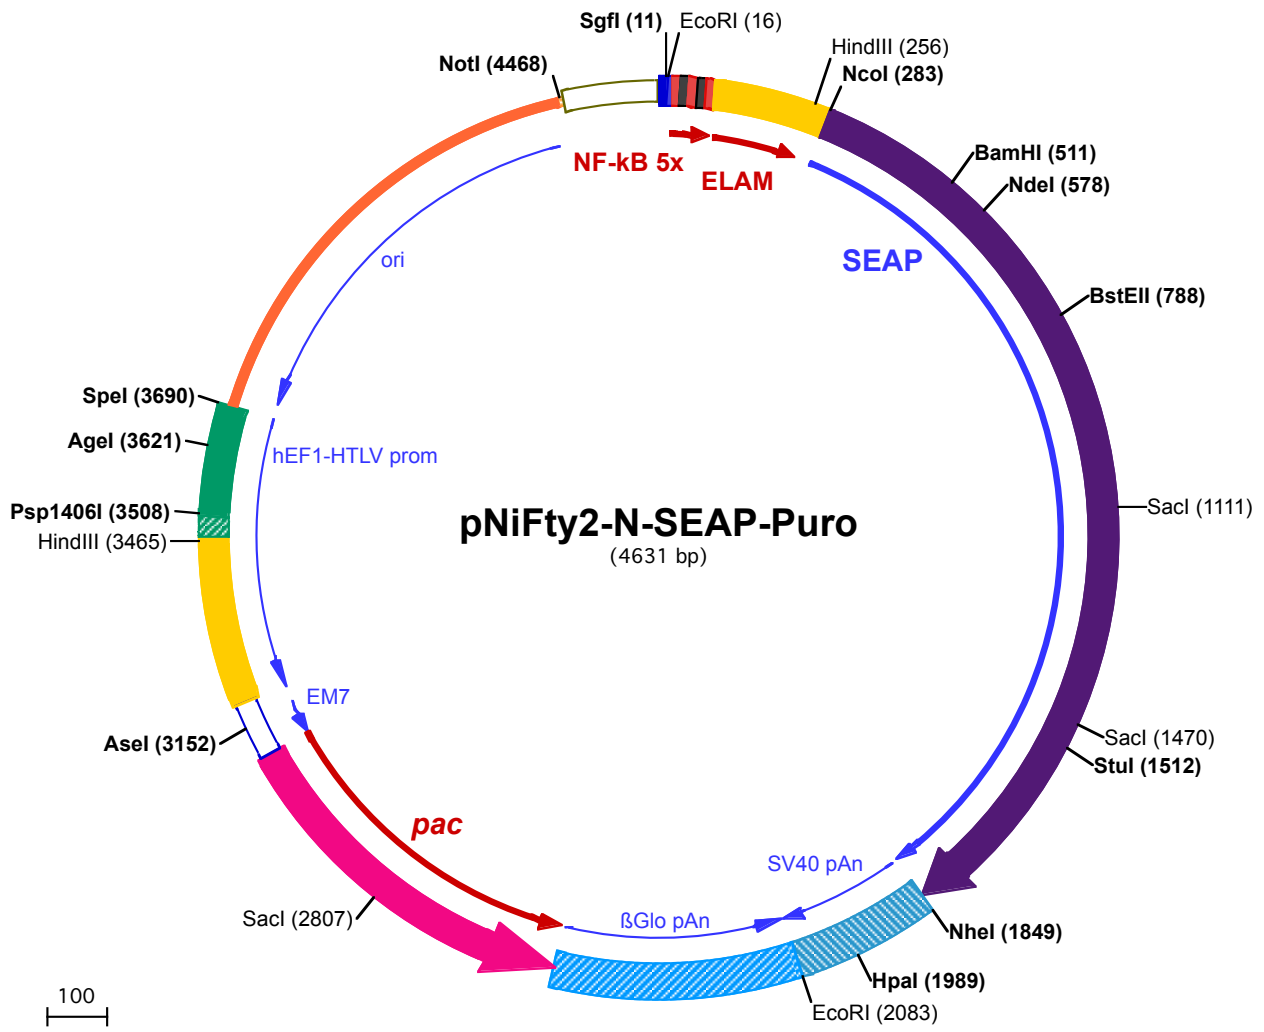 SgfI (11)
EcoRI (16)
HindIII (256)
NotI (4468)
NcoI (283)
NF-kB 5x
ELAM
BamHI (511)
NdeI (578)
SEAP
ori
BstEII (788)
SpeI (3690)
AgeI (3621)
hEF1-HTLV prom
Psp1406I (3508)
HindIII (3465)
pNiFty2-N-SEAP-Puro
(4631 bp)
SacI (1111)
EM7
AseI (3152)
SacI (1470)
StuI (1512)
pac
SV40 pAn
SacI (2807)
ßGlo pAn
NheI (1849)
HpaI (1989)
EcoRI (2083)
100